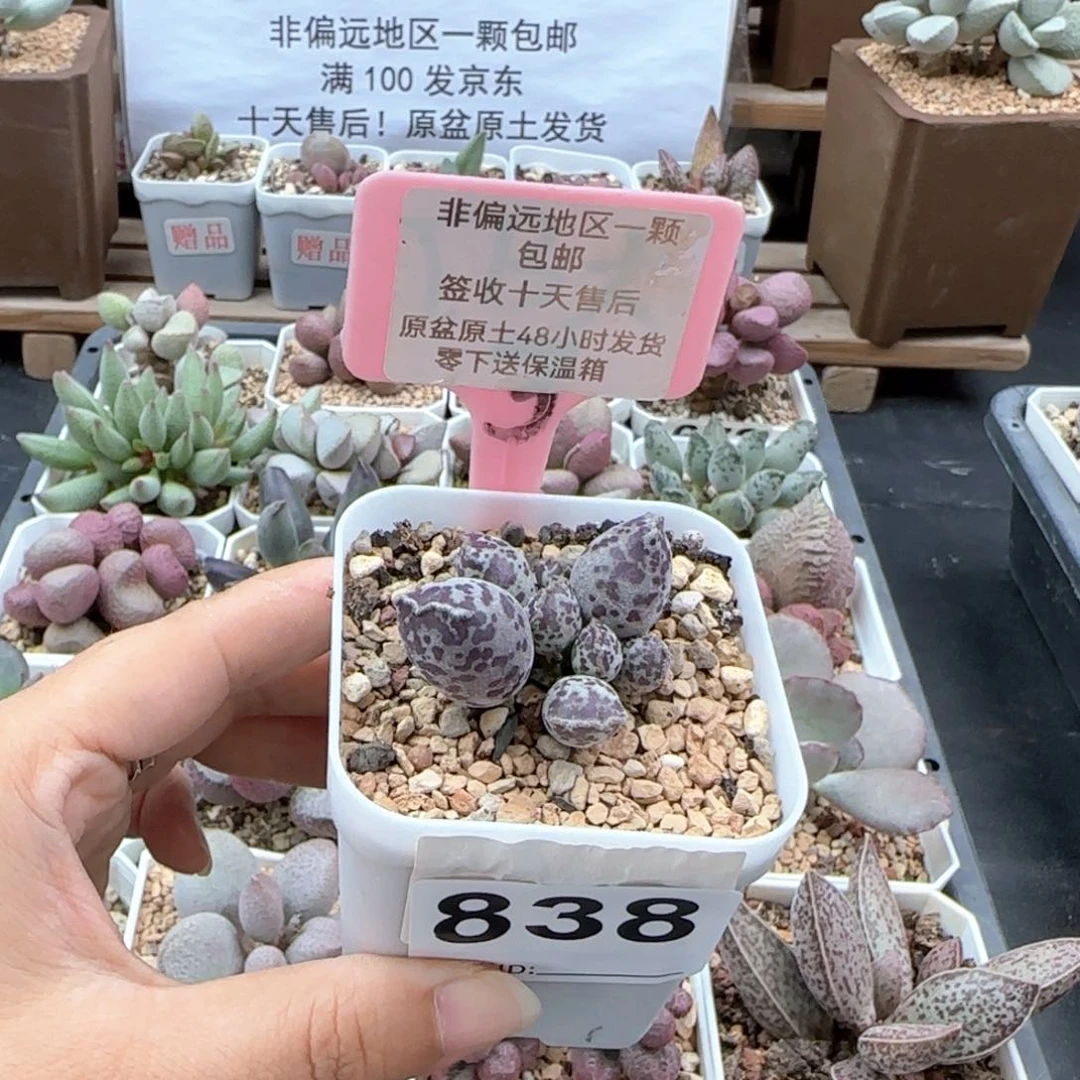 非偏远地区一颗包邮
满 100 发京东
十天售后！原盆原土发货
赠品
赠品
非偏远地区一颗
包邮
签收十天售后
原盆原土48小时发货
零下送保温箱
838
ID: